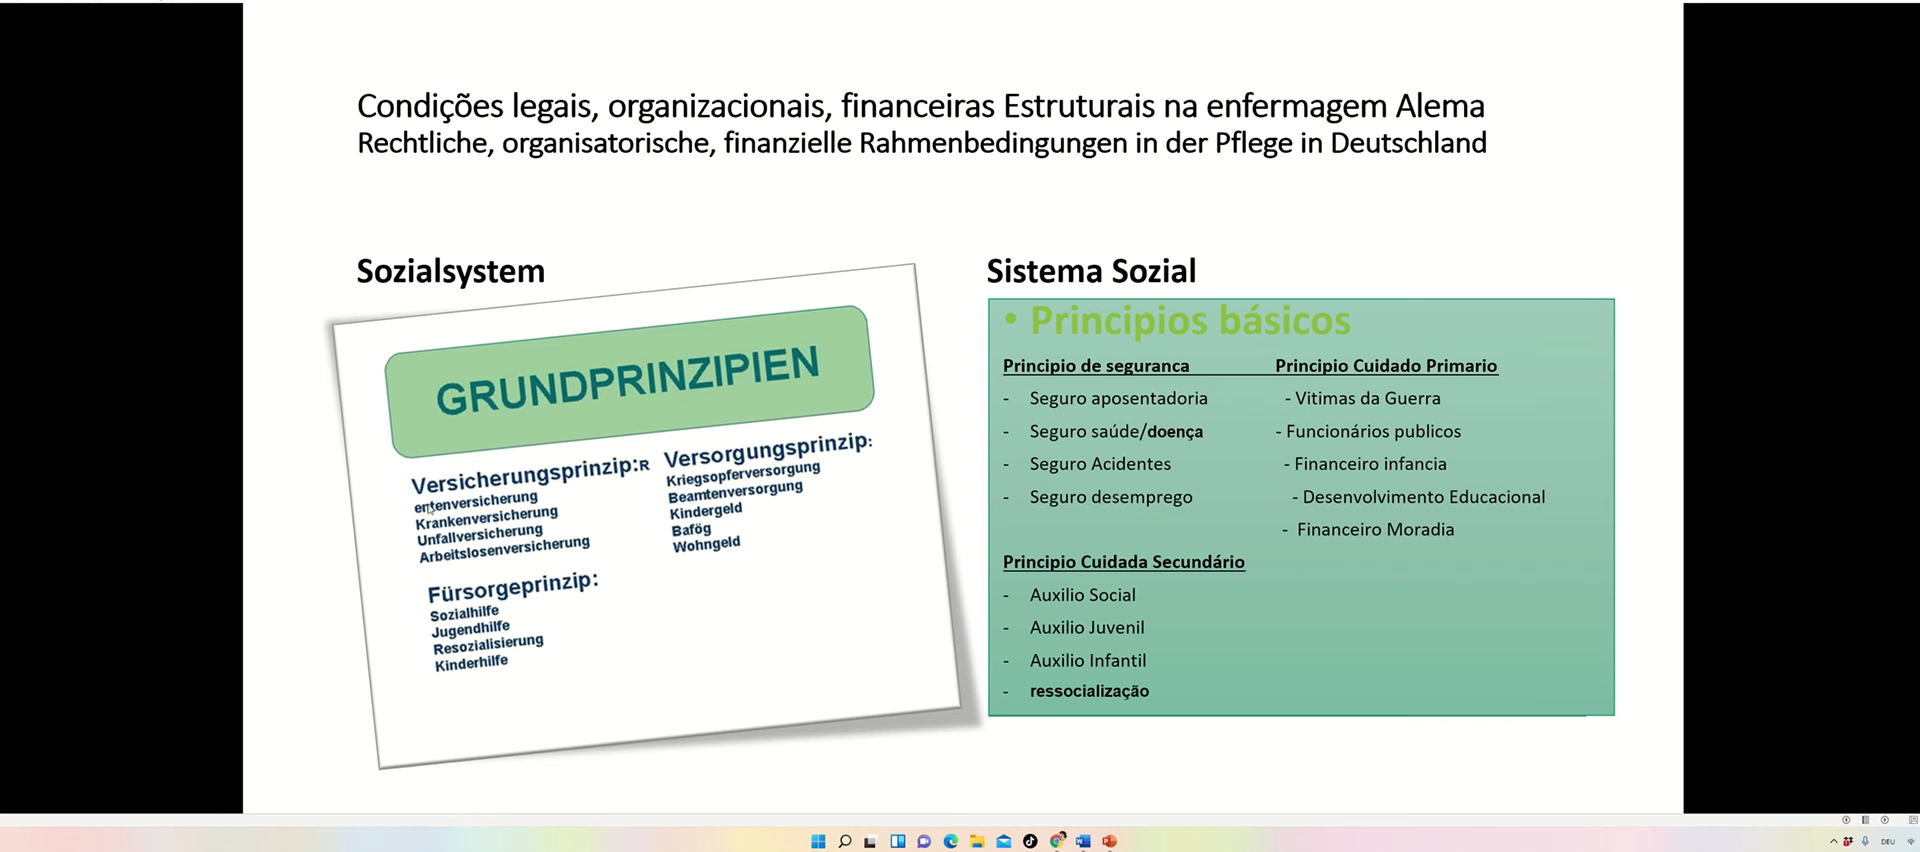 Condições legais, organizacionais, financeiras Estruturais na enfermagem Alema
Rechtliche, organisatorische, finanzielle Rahmenbedingungen in der Pflege in Deutschland
Sozialsystem
GRUNDPRINZIPIEN
Versicherungsprinzip:R
entenversicherung
Krankenversicherung
Unfallversicherung
Arbeitslosenversicherung
Versorgungsprinzip:
Kriegsopferversorgung
Beamtenversorgung
Kindergeld
Bafög
Wohngeld
Fürsorgeprinzip:
Sozialhilfe
Jugendhilfe
Resozialisierung
Kinderhilfe
Sistema Sozial
• Principios básicos
Principio de seguranca Principio Cuidado Primario
- Seguro aposentadoria - Vitimas da Guerra
- Seguro saúde/doença - Funcionários publicos
- Seguro Acidentes - Financeiro infancia
- Seguro desemprego - Desenvolvimento Educacional
- Financeiro Moradia
Principio Cuidada Secundário
- Auxilio Social
- Auxilio Juvenil
- Auxilio Infantil
- ressocialização
DEU